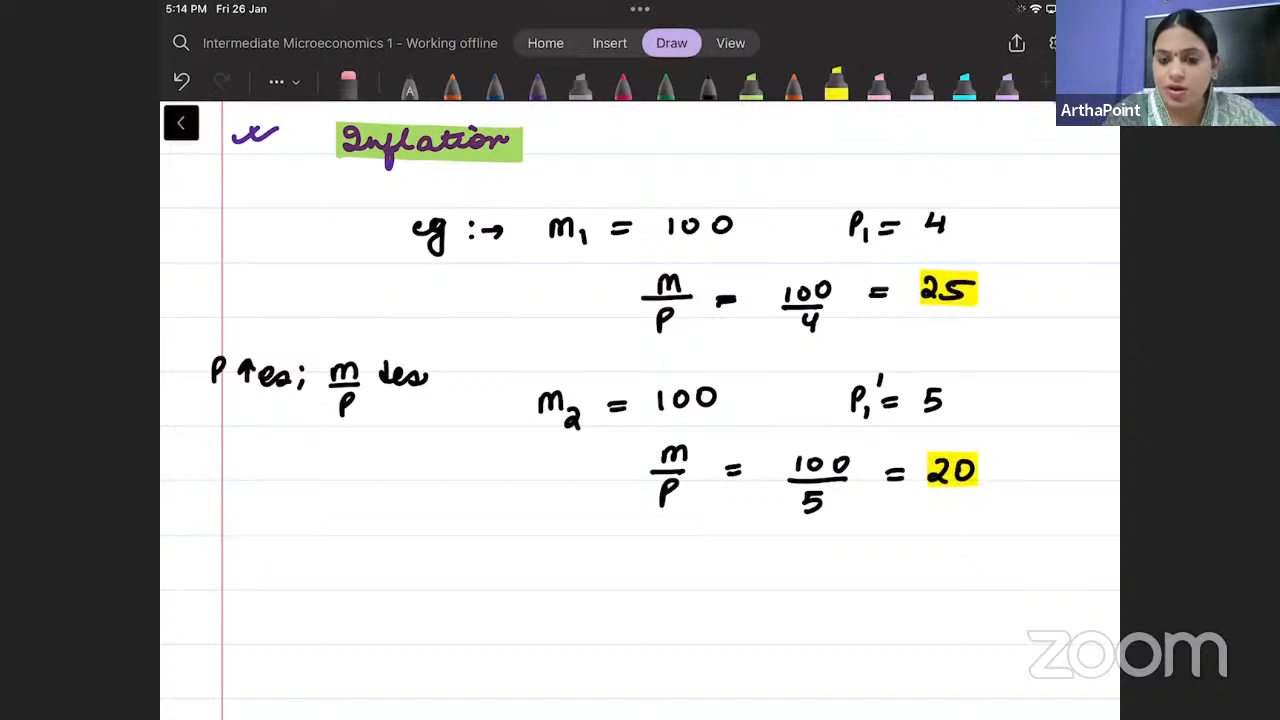 5:14 PM Fri 26 Jan
Intermediate Microeconomics 1 - Working offline Home Insert Draw View
A
ArthaPoint
Inflation
eg :→ m₁ = 100 P₁ = 4
m/P = 100/4 = 25
P ↑es; m/P ↓es
m₂ = 100 P₁' = 5
m/P = 100/5 = 20
zoom